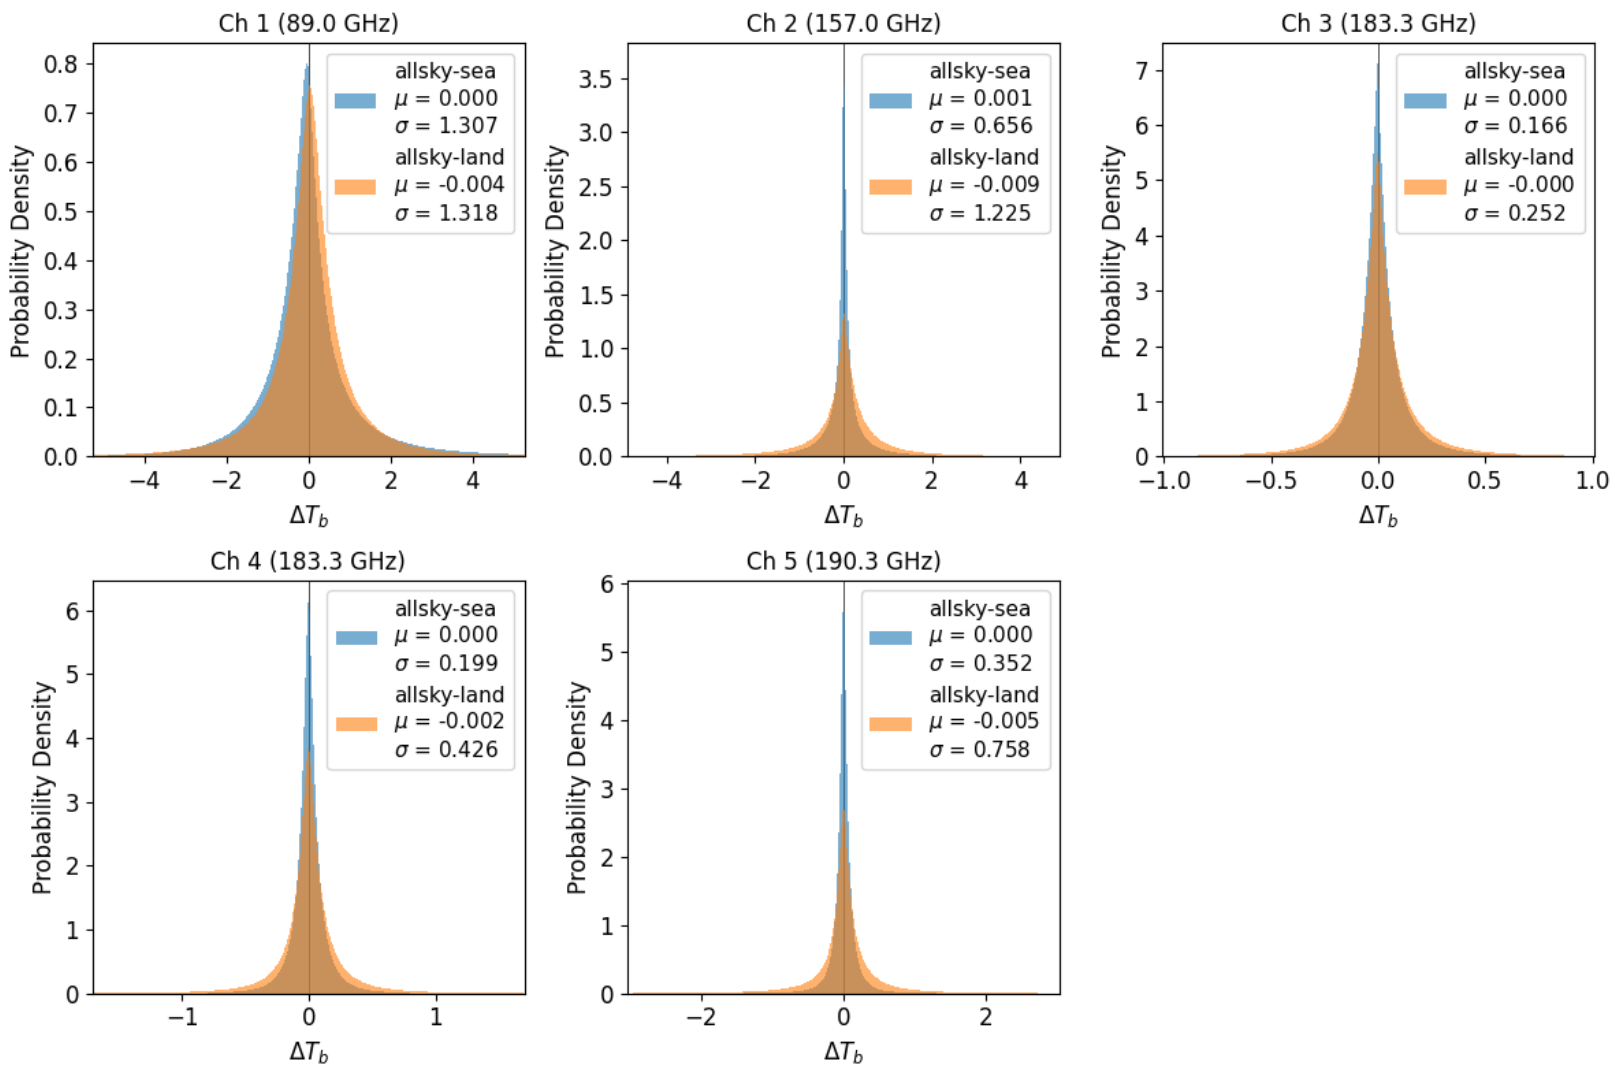 Ch 1 (89.0 GHz)
Probability Density
0.8
0.7
0.6
0.5
0.4
0.3
0.2
0.1
0.0
allsky-sea
μ = 0.000
σ = 1.307
allsky-land
μ = -0.004
σ = 1.318
−4
−2
0
2
4
ΔT_b
Ch 2 (157.0 GHz)
Probability Density
3.5
3.0
2.5
2.0
1.5
1.0
0.5
0.0
allsky-sea
μ = 0.001
σ = 0.656
allsky-land
μ = -0.009
σ = 1.225
−4
−2
0
2
4
ΔT_b
Ch 3 (183.3 GHz)
Probability Density
7
6
5
4
3
2
1
0
allsky-sea
μ = 0.000
σ = 0.166
allsky-land
μ = -0.000
σ = 0.252
−1.0
−0.5
0.0
0.5
1.0
ΔT_b
Ch 4 (183.3 GHz)
Probability Density
6
5
4
3
2
1
0
allsky-sea
μ = 0.000
σ = 0.199
allsky-land
μ = -0.002
σ = 0.426
−1
0
1
ΔT_b
Ch 5 (190.3 GHz)
Probability Density
6
5
4
3
2
1
0
allsky-sea
μ = 0.000
σ = 0.352
allsky-land
μ = -0.005
σ = 0.758
−2
0
2
ΔT_b